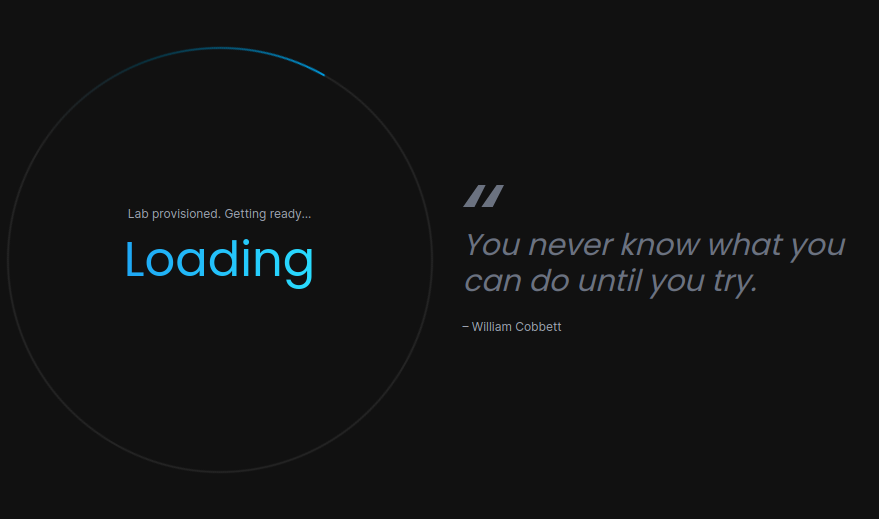 Lab provisioned. Getting ready...
Loading
You never know what you
can do until you try.
– William Cobbett